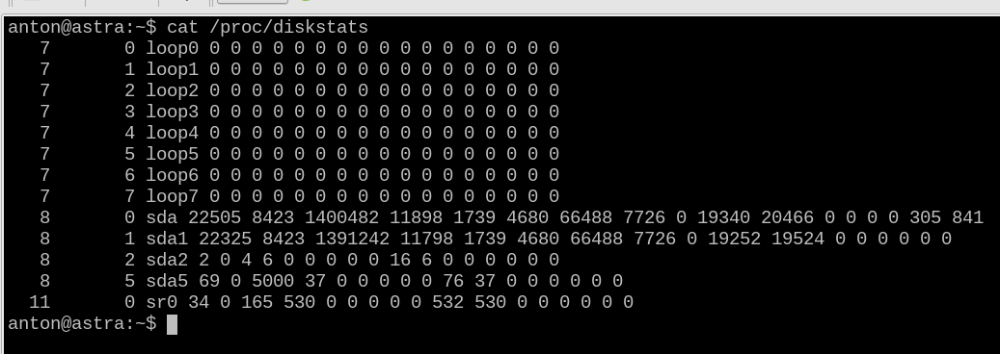 anton@astra:~$ cat /proc/diskstats
   7       0 loop0 0 0 0 0 0 0 0 0 0 0 0 0 0 0 0 0 0
   7       1 loop1 0 0 0 0 0 0 0 0 0 0 0 0 0 0 0 0 0
   7       2 loop2 0 0 0 0 0 0 0 0 0 0 0 0 0 0 0 0 0
   7       3 loop3 0 0 0 0 0 0 0 0 0 0 0 0 0 0 0 0 0
   7       4 loop4 0 0 0 0 0 0 0 0 0 0 0 0 0 0 0 0 0
   7       5 loop5 0 0 0 0 0 0 0 0 0 0 0 0 0 0 0 0 0
   7       6 loop6 0 0 0 0 0 0 0 0 0 0 0 0 0 0 0 0 0
   7       7 loop7 0 0 0 0 0 0 0 0 0 0 0 0 0 0 0 0 0
   8       0 sda 22505 8423 1400482 11898 1739 4680 66488 7726 0 19340 20466 0 0 0 0 305 841
   8       1 sda1 22325 8423 1391242 11798 1739 4680 66488 7726 0 19252 19524 0 0 0 0 0 0
   8       2 sda2 2 0 4 6 0 0 0 0 0 16 6 0 0 0 0 0 0
   8       5 sda5 69 0 5000 37 0 0 0 0 0 76 37 0 0 0 0 0 0
  11       0 sr0 34 0 165 530 0 0 0 0 0 532 530 0 0 0 0 0 0
anton@astra:~$